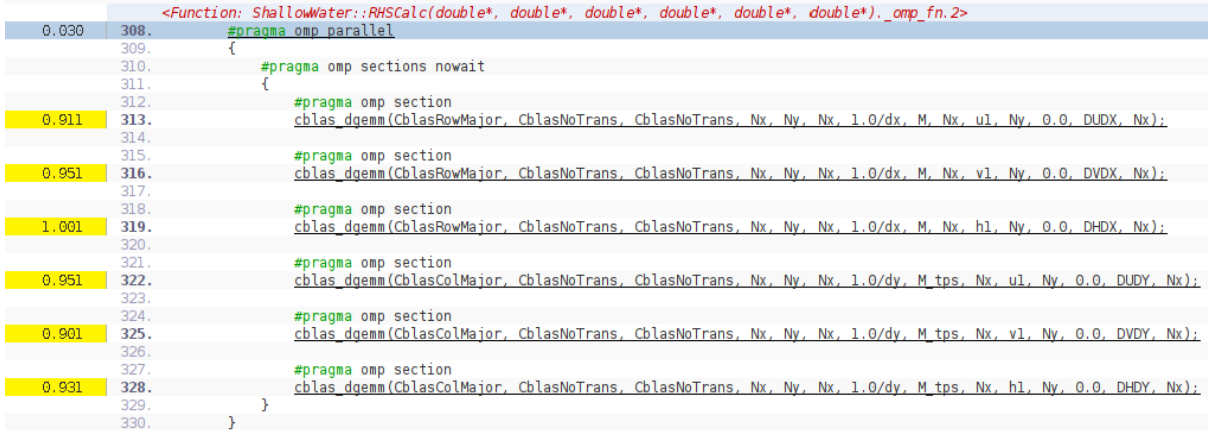 <Function: ShallowWater::RHSCalc(double*, double*, double*, double*, double*, double*)._omp_fn.2>
0.030 308. #pragma omp parallel
309. {
310. #pragma omp sections nowait
311. {
312. #pragma omp section
0.911 313. cblas_dgemm(CblasRowMajor, CblasNoTrans, CblasNoTrans, Nx, Ny, Nx, 1.0/dx, M, Nx, u1, Ny, 0.0, DUDX, Nx);
314.
315. #pragma omp section
0.951 316. cblas_dgemm(CblasRowMajor, CblasNoTrans, CblasNoTrans, Nx, Ny, Nx, 1.0/dx, M, Nx, v1, Ny, 0.0, DVDX, Nx);
317.
318. #pragma omp section
1.001 319. cblas_dgemm(CblasRowMajor, CblasNoTrans, CblasNoTrans, Nx, Ny, Nx, 1.0/dx, M, Nx, h1, Ny, 0.0, DHDX, Nx);
320.
321. #pragma omp section
0.951 322. cblas_dgemm(CblasColMajor, CblasNoTrans, CblasNoTrans, Nx, Ny, Nx, 1.0/dy, M_tps, Nx, u1, Ny, 0.0, DUDY, Nx);
323.
324. #pragma omp section
0.901 325. cblas_dgemm(CblasColMajor, CblasNoTrans, CblasNoTrans, Nx, Ny, Nx, 1.0/dy, M_tps, Nx, v1, Ny, 0.0, DVDY, Nx);
326.
327. #pragma omp section
0.931 328. cblas_dgemm(CblasColMajor, CblasNoTrans, CblasNoTrans, Nx, Ny, Nx, 1.0/dy, M_tps, Nx, h1, Ny, 0.0, DHDY, Nx);
329. }
330. }